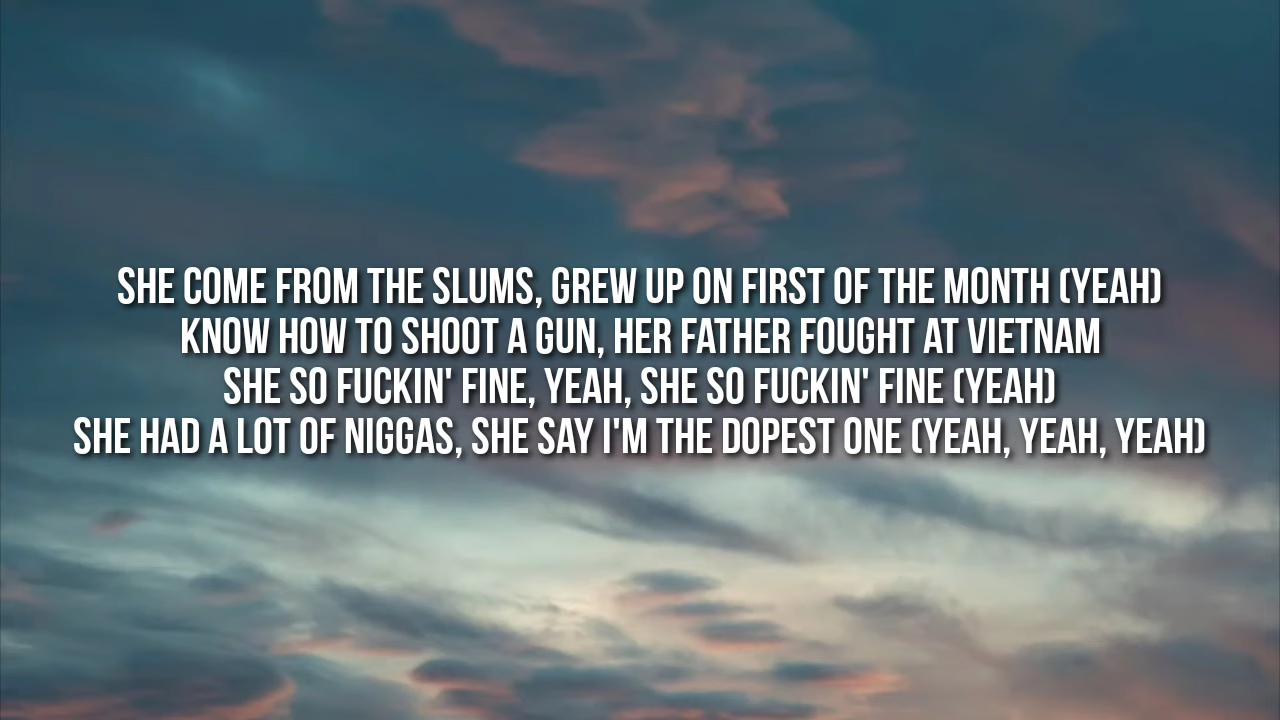 SHE COME FROM THE SLUMS, GREW UP ON FIRST OF THE MONTH (YEAH)
KNOW HOW TO SHOOT A GUN, HER FATHER FOUGHT AT VIETNAM
SHE SO FUCKIN' FINE, YEAH, SHE SO FUCKIN' FINE (YEAH)
SHE HAD A LOT OF NIGGAS, SHE SAY I'M THE DOPEST ONE (YEAH, YEAH, YEAH)